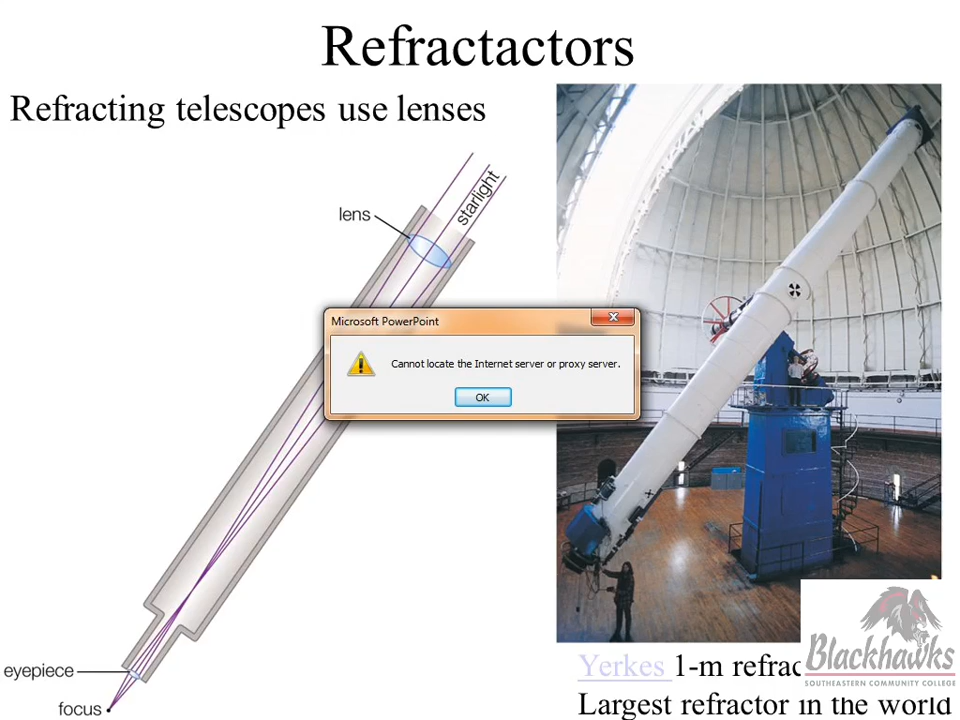 Refractactors
Refracting telescopes use lenses
starlight
lens
Microsoft PowerPoint
Cannot locate the Internet server or proxy server.
OK
eyepiece
focus
Yerkes 1-m
Largest refractor in the world
Blackhawks
SOUTHEASTERN COMMUNITY COLLEGE